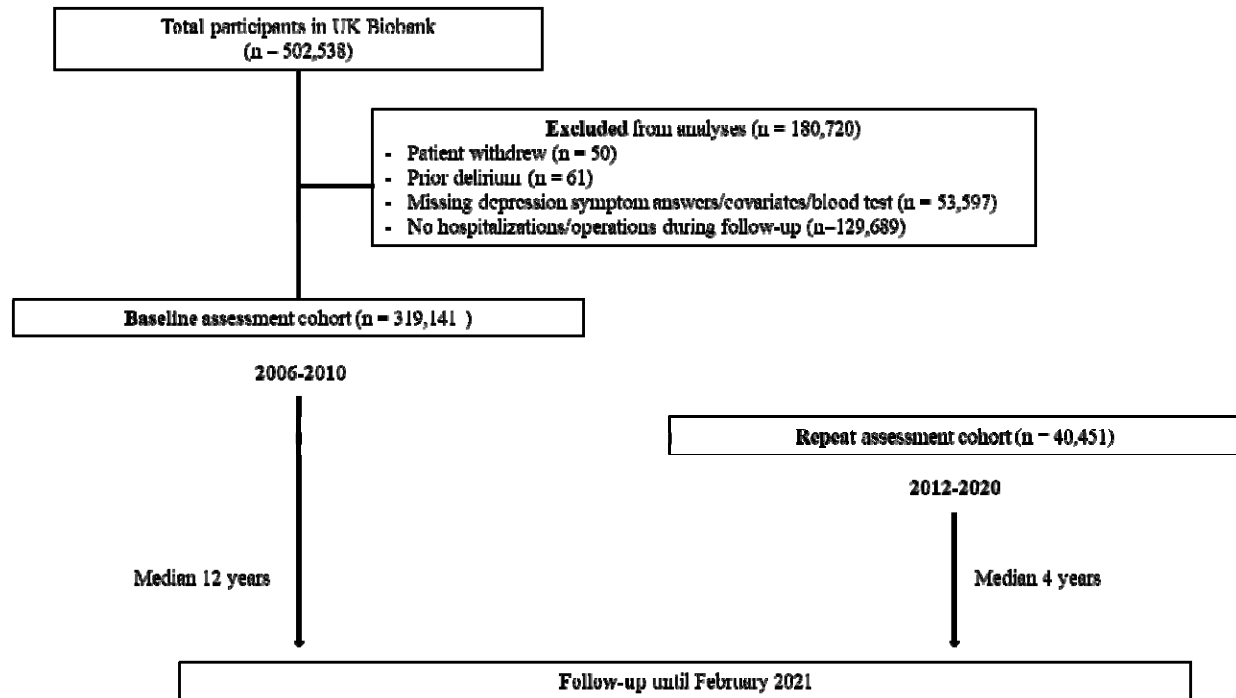 Total participants in UK Biobank
(n – 502,538)
Excluded from analyses (n = 180,720)
- Patient withdrew (n = 50)
- Prior delirium (n = 61)
- Missing depression symptom answers/covariates/blood test (n = 53,597)
- No hospitalizations/operations during follow-up (n–129,689)
Baseline assessment cohort (n = 319,141 )
2006-2010
Repeat assessment cohort (n = 40,451)
2012-2020
Median 12 years
Median 4 years
Follow-up until February 2021